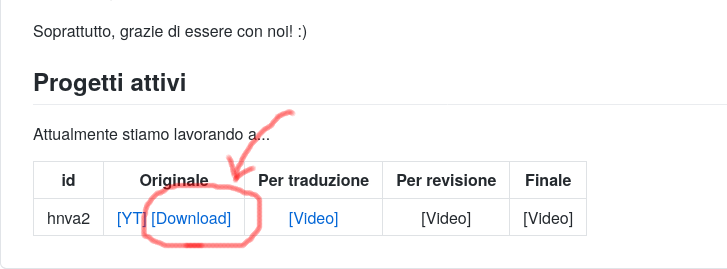 Soprattutto, grazie di essere con noi! :)
Progetti attivi
Attualmente stiamo lavorando a...
id Originale Per traduzione Per revisione Finale
hnva2 [YT] [Download] [Video] [Video] [Video]